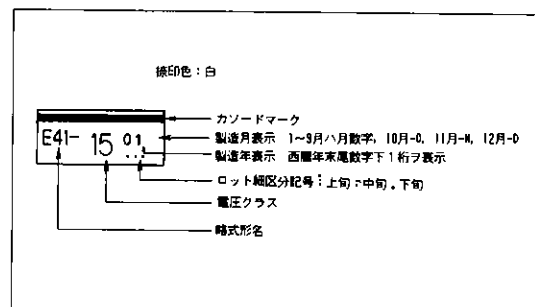 捺印色：白
カソードマーク
E41-
15
01
製造月表示 1～9月ハ月数字, 10月-O, 11月-N, 12月-D
製造年表示 西暦年末尾数字下1桁ヲ表示
ロット細区分記号：上旬：中旬．下旬
電圧クラス
略式形名